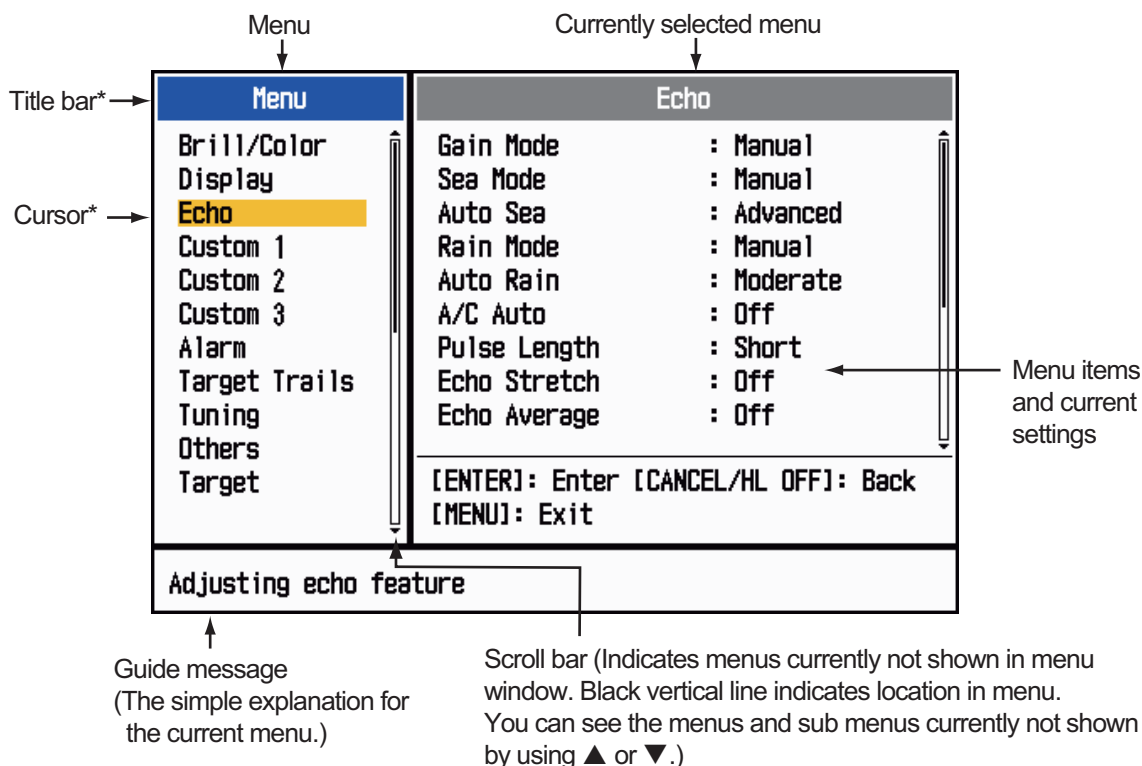 Menu
Currently selected menu
Title bar*
Menu
Echo
Brill/Color
Display
Cursor*
Echo
Custom 1
Custom 2
Custom 3
Alarm
Target Trails
Tuning
Others
Target
Gain Mode : Manual
Sea Mode : Manual
Auto Sea : Advanced
Rain Mode : Manual
Auto Rain : Moderate
A/C Auto : Off
Pulse Length : Short
Echo Stretch : Off
Echo Average : Off
[ENTER]: Enter [CANCEL/HL OFF]: Back
[MENU]: Exit
Menu items
and current
settings
Adjusting echo feature
Guide message
(The simple explanation for
the current menu.)
Scroll bar (Indicates menus currently not shown in menu
window. Black vertical line indicates location in menu.
You can see the menus and sub menus currently not shown
by using ▲ or ▼.)